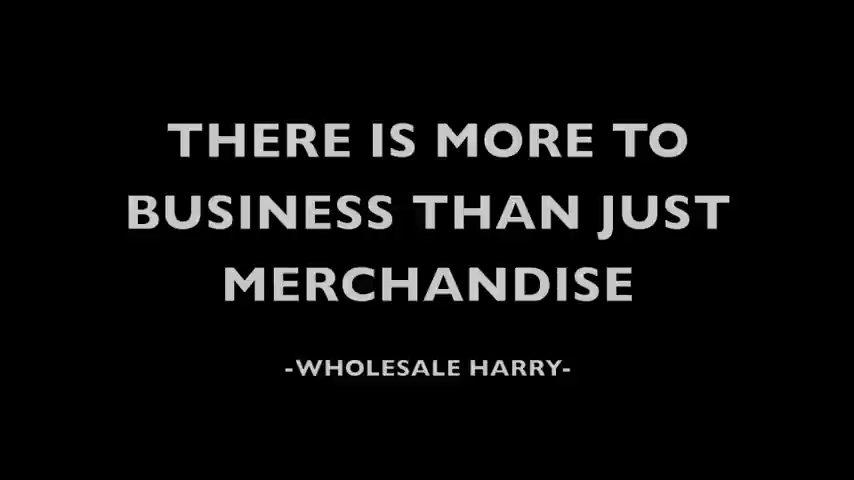 THERE IS MORE TO
BUSINESS THAN JUST
MERCHANDISE
-WHOLESALE HARRY-